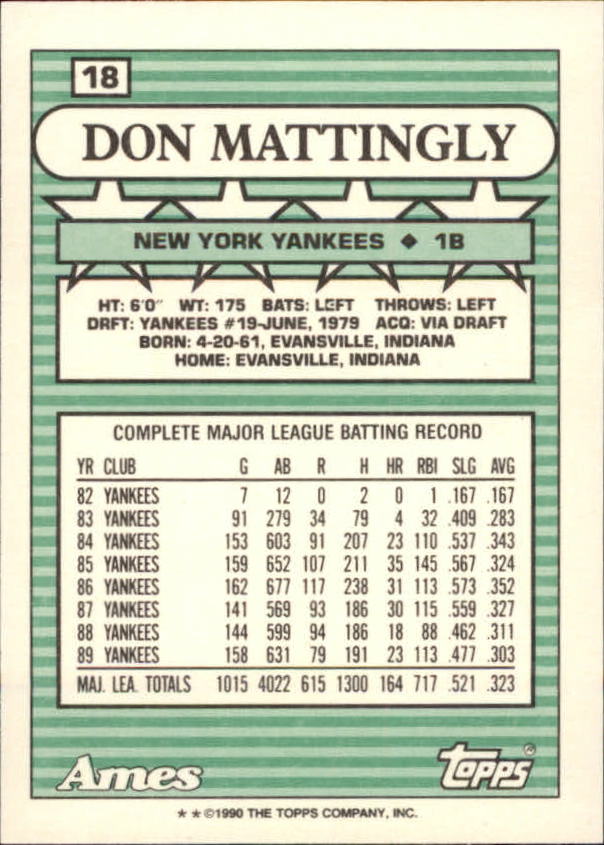 18
DON MATTINGLY
NEW YORK YANKEES ◆ 1B
HT: 6'0" WT: 175 BATS: LEFT THROWS: LEFT
DRFT: YANKEES #19-JUNE, 1979 ACQ: VIA DRAFT
BORN: 4-20-61, EVANSVILLE, INDIANA
HOME: EVANSVILLE, INDIANA
COMPLETE MAJOR LEAGUE BATTING RECORD
YR CLUB G AB R H HR RBI SLG AVG
82 YANKEES 7 12 0 2 0 1 .167 .167
83 YANKEES 91 279 34 79 4 32 .409 .283
84 YANKEES 153 603 91 207 23 110 .537 .343
85 YANKEES 159 652 107 211 35 145 .567 .324
86 YANKEES 162 677 117 238 31 113 .573 .352
87 YANKEES 141 569 93 186 30 115 .559 .327
88 YANKEES 144 599 94 186 18 88 .462 .311
89 YANKEES 158 631 79 191 23 113 .477 .303
MAJ. LEA. TOTALS 1015 4022 615 1300 164 717 .521 .323
Ames topps®
* * ©1990 THE TOPPS COMPANY, INC.